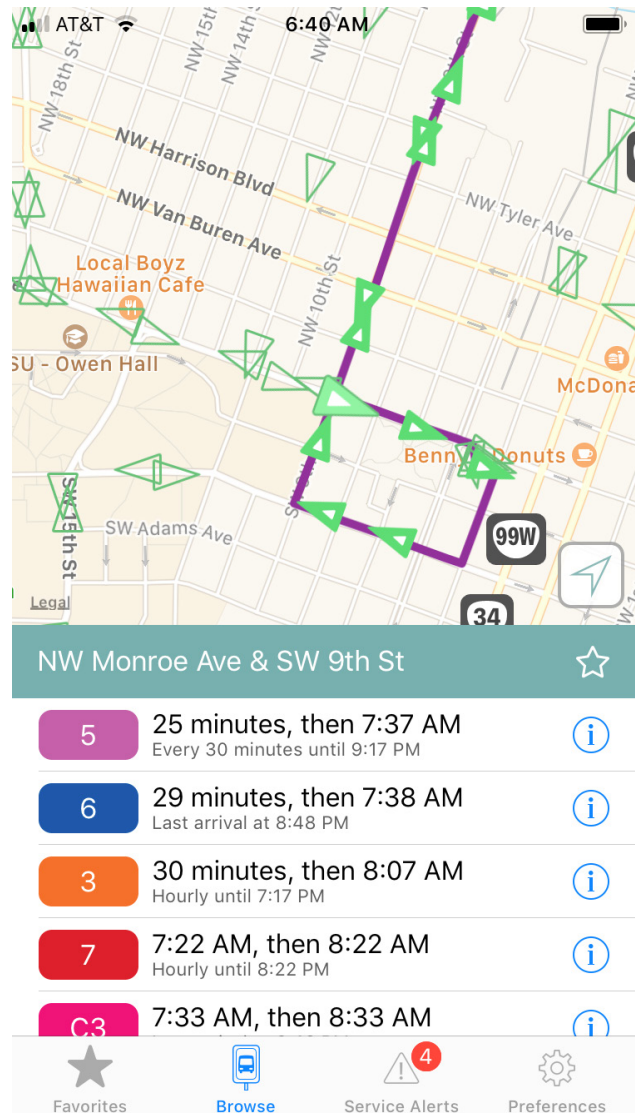 AT&T
6:40 AM
NW 18th St
NW 15th
NW 14th St
NW Harrison Blvd
NW Van Buren Ave
NW Tyler Ave
Local Boyz
Hawaiian Cafe
NW 10th St
SU - Owen Hall
McDona
Benny
Donuts
SW 15th St
SW Adams Ave
99W
34
Legal
NW Monroe Ave & SW 9th St
5
25 minutes, then 7:37 AM
Every 30 minutes until 9:17 PM
6
29 minutes, then 7:38 AM
Last arrival at 8:48 PM
3
30 minutes, then 8:07 AM
Hourly until 7:17 PM
7
7:22 AM, then 8:22 AM
Hourly until 8:22 PM
C3
7:33 AM, then 8:33 AM
4
Favorites
Browse
Service Alerts
Preferences